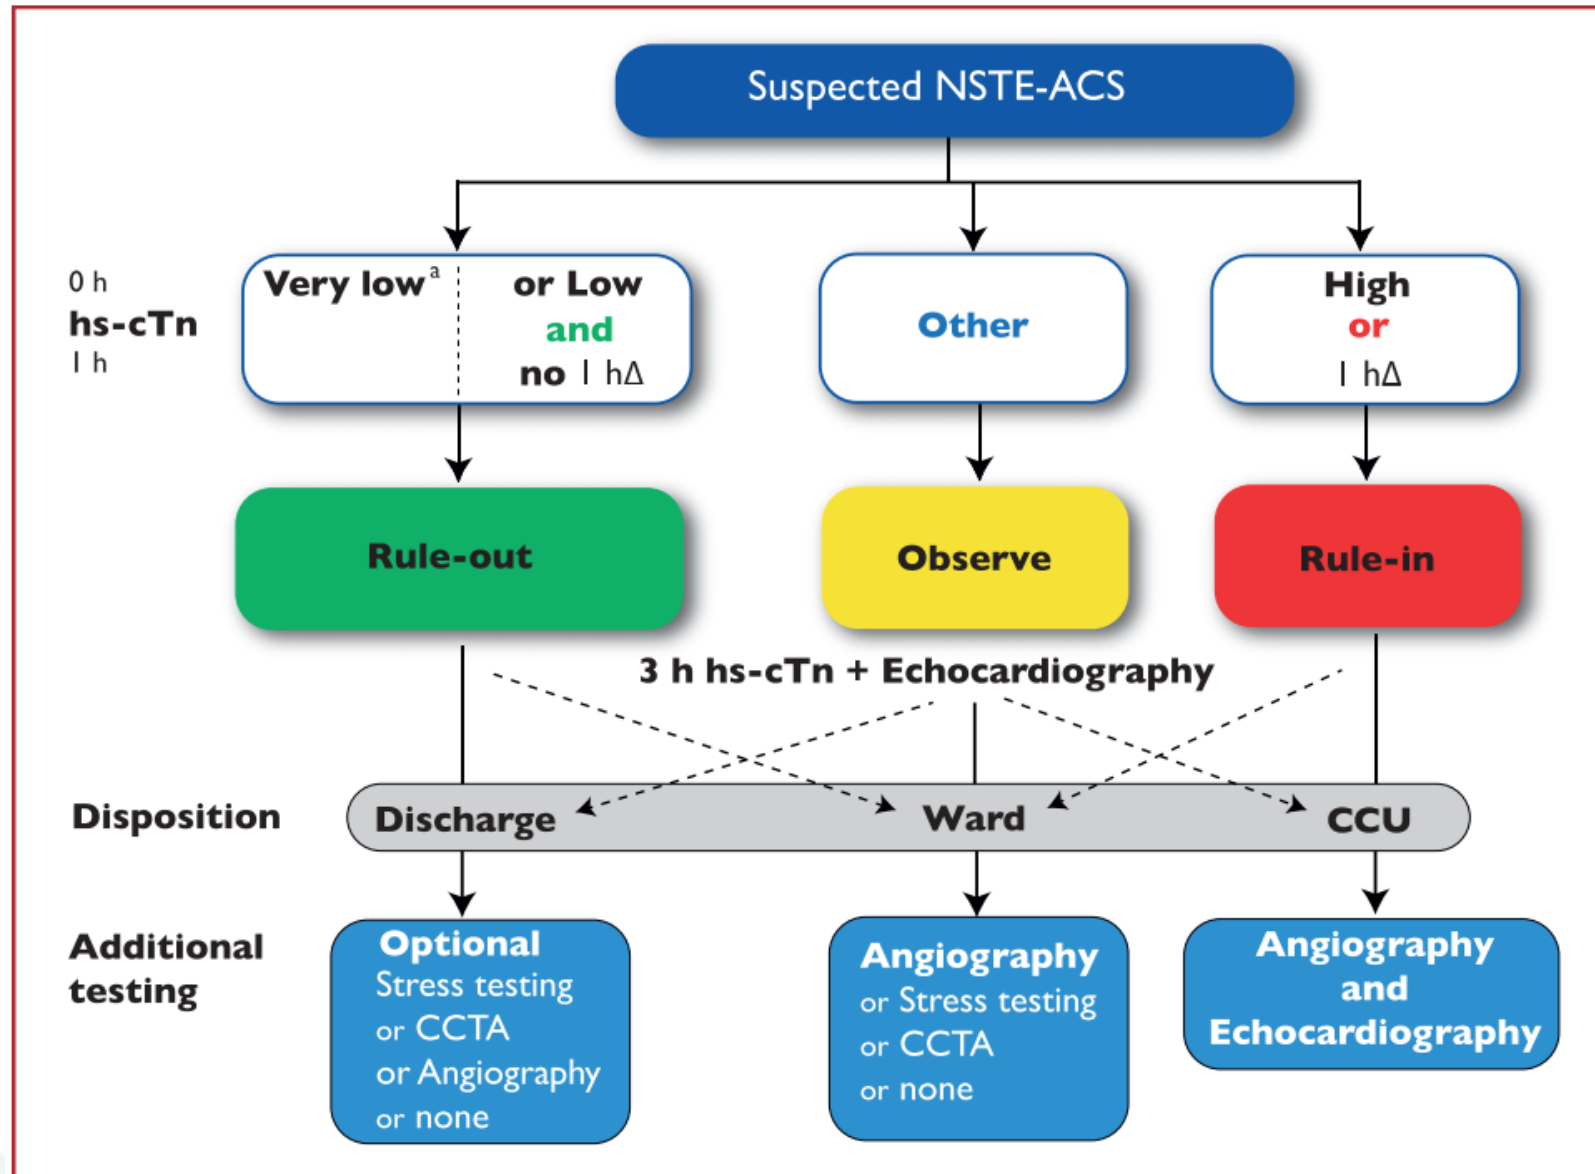 Suspected NSTE-ACS
0 h
hs-cTn
1 h
Very low^a
or Low
and
no 1 hΔ
Other
High
or
1 hΔ
Rule-out
Observe
Rule-in
3 h hs-cTn + Echocardiography
Disposition
Discharge
Ward
CCU
Additional
testing
Optional
Stress testing
or CCTA
or Angiography
or none
Angiography
or Stress testing
or CCTA
or none
Angiography
and
Echocardiography